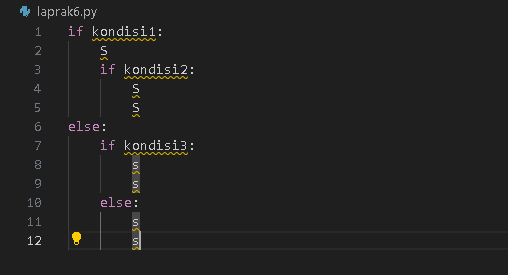 laprak6.py
1 if kondisi1:
2     S
3     if kondisi2:
4         S
5         S
6 else:
7     if kondisi3:
8         s
9         s
10     else:
11         s
12         s